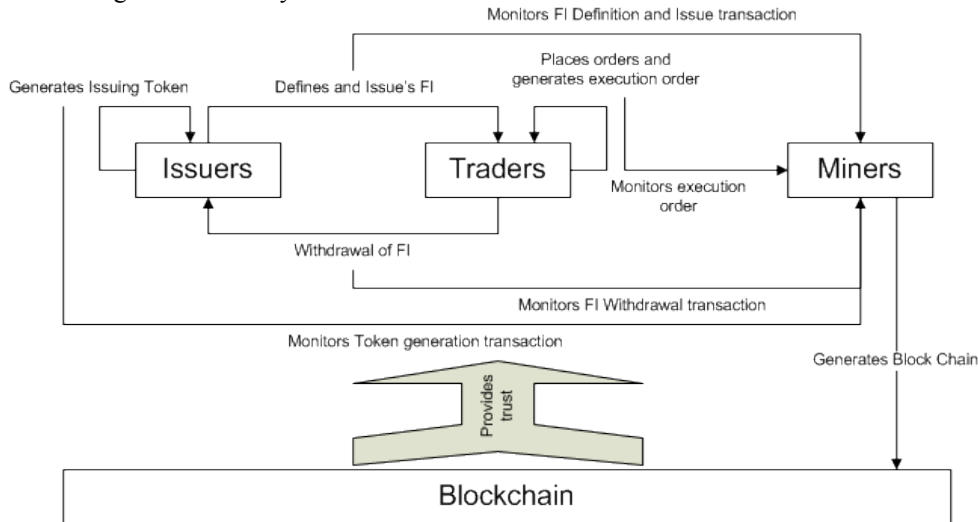 Monitors FI Definition and Issue transaction
Places orders and
generates execution order
Generates Issuing Token
Defines and Issue's FI
Issuers
Traders
Miners
Monitors execution
order
Withdrawal of FI
Monitors FI Withdrawal transaction
Monitors Token generation transaction
Generates Block Chain
Provides
trust
Blockchain